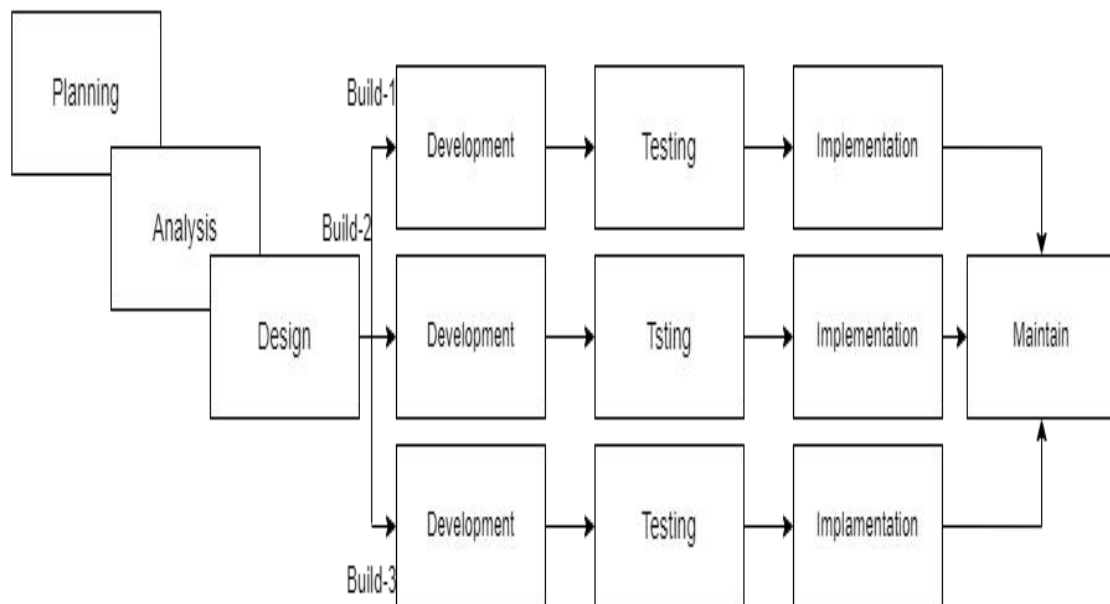 Planning
Analysis
Design
Build-1
Development
Testing
Implementation
Build-2
Development
Tsting
Implementation
Maintain
Build-3
Development
Testing
Implamentation